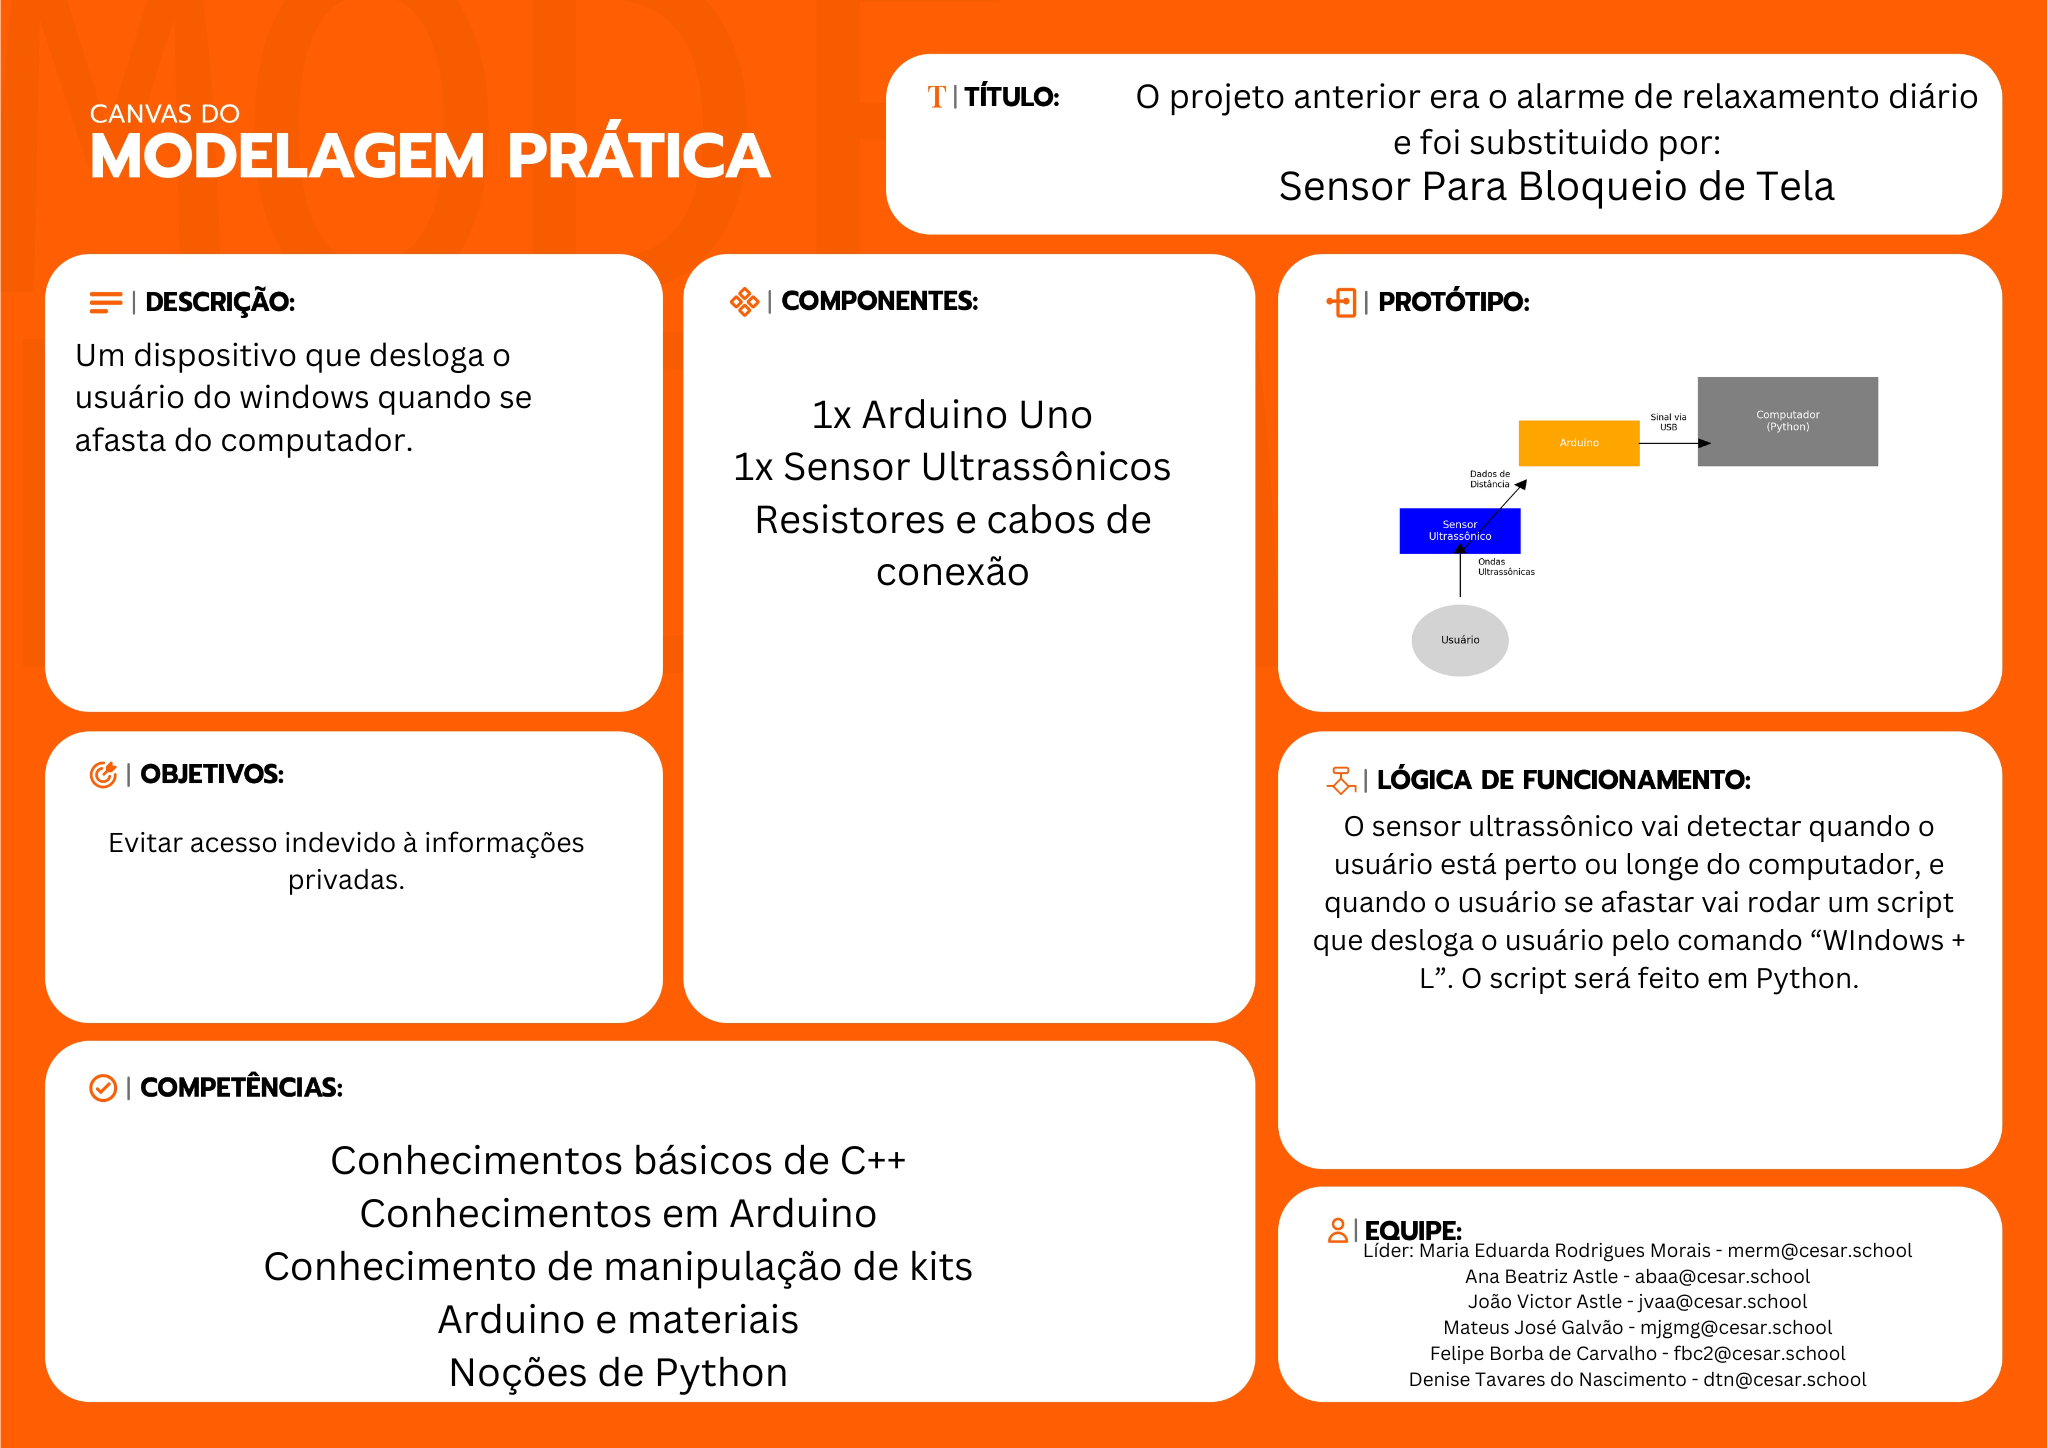 CANVAS DO
MODELAGEM PRÁTICA
T | TÍTULO:
O projeto anterior era o alarme de relaxamento diário
e foi substituido por:
Sensor Para Bloqueio de Tela
| DESCRIÇÃO:
Um dispositivo que desloga o
usuário do windows quando se
afasta do computador.
| COMPONENTES:
1x Arduino Uno
1x Sensor Ultrassônicos
Resistores e cabos de
conexão
| PROTÓTIPO:
Computador
(Python)
Sinal via
USB
Arduino
Dados de
Distância
Sensor
Ultrassônico
Ondas
Ultrassônicas
Usuário
| OBJETIVOS:
Evitar acesso indevido à informações
privadas.
| LÓGICA DE FUNCIONAMENTO:
O sensor ultrassônico vai detectar quando o
usuário está perto ou longe do computador, e
quando o usuário se afastar vai rodar um script
que desloga o usuário pelo comando “WIndows +
L”. O script será feito em Python.
| COMPETÊNCIAS:
Conhecimentos básicos de C++
Conhecimentos em Arduino
Conhecimento de manipulação de kits
Arduino e materiais
Noções de Python
| EQUIPE:
Líder: Maria Eduarda Rodrigues Morais - merm@cesar.school
Ana Beatriz Astle - abaa@cesar.school
João Victor Astle - jvaa@cesar.school
Mateus José Galvão - mjgmg@cesar.school
Felipe Borba de Carvalho - fbc2@cesar.school
Denise Tavares do Nascimento - dtn@cesar.school